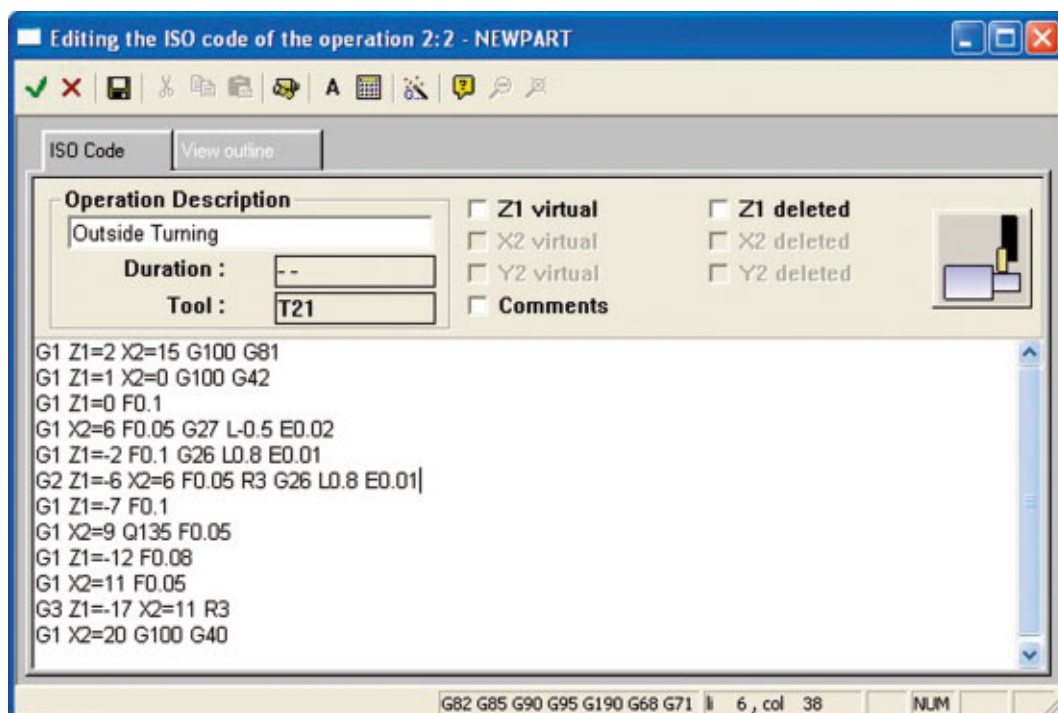 Editing the ISO code of the operation 2:2 - NEWPART
A
ISO Code View outline
Operation Description
Outside Turning
Duration : - -
Tool : T21
Z1 virtual Z1 deleted
X2 virtual X2 deleted
Y2 virtual Y2 deleted
Comments
G1 Z1=2 X2=15 G100 G81
G1 Z1=1 X2=0 G100 G42
G1 Z1=0 F0.1
G1 X2=6 F0.05 G27 L-0.5 E0.02
G1 Z1=-2 F0.1 G26 L0.8 E0.01
G2 Z1=-6 X2=6 F0.05 R3 G26 L0.8 E0.01
G1 Z1=-7 F0.1
G1 X2=9 Q135 F0.05
G1 Z1=-12 F0.08
G1 X2=11 F0.05
G3 Z1=-17 X2=11 R3
G1 X2=20 G100 G40
G82 G85 G90 G95 G190 G68 G71 li 6 , col 38 NUM